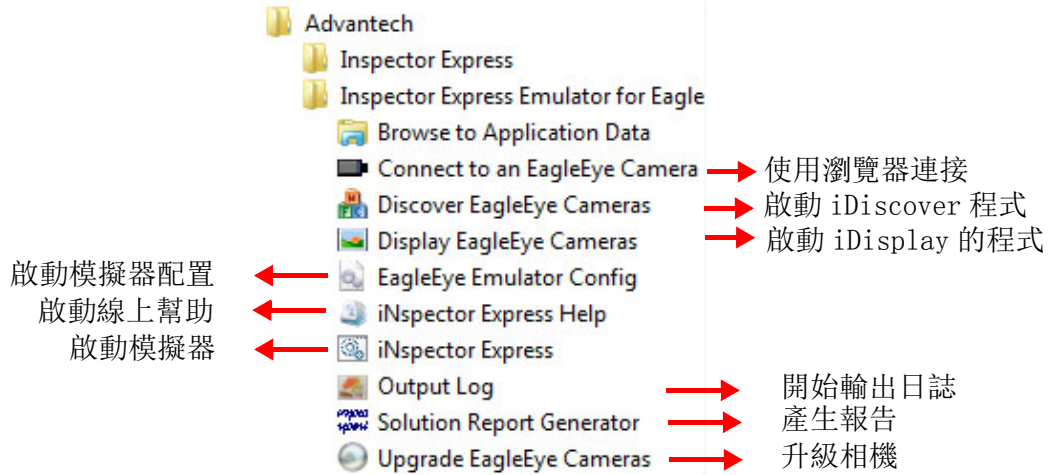 Advantech
Inspector Express
Inspector Express Emulator for Eagle
Browse to Application Data
Connect to an EagleEye Camera 使用瀏覽器連接
Discover EagleEye Cameras 啟動 iDiscover 程式
Display EagleEye Cameras 啟動 iDisplay 的程式
啟動模擬器配置 EagleEye Emulator Config
啟動線上幫助 iNspector Express Help
啟動模擬器 iNspector Express
Output Log 開始輸出日誌
Solution Report Generator 產生報告
Upgrade EagleEye Cameras 升級相機